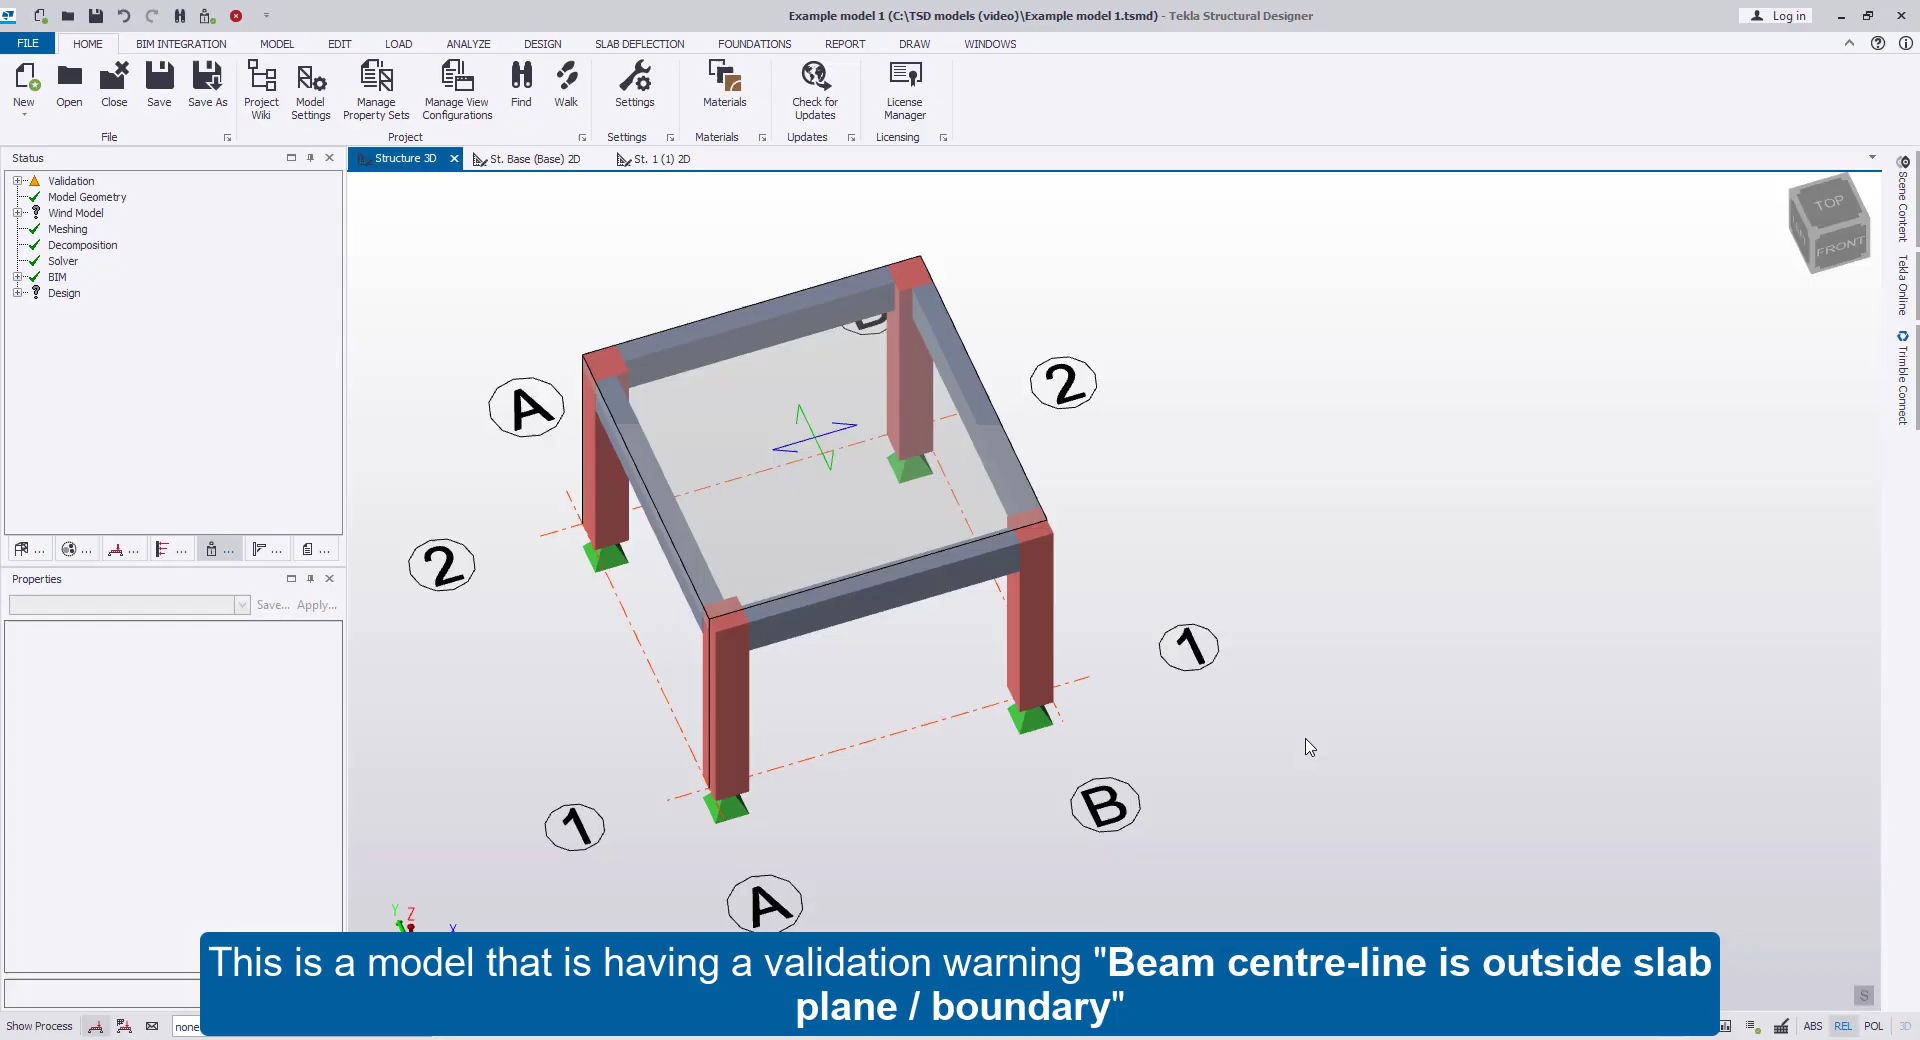 Example model 1 (C:\TSD models (video)\Example model 1.tsmd) - Tekla Structural Designer
Log in
FILE HOME BIM INTEGRATION MODEL EDIT LOAD ANALYZE DESIGN SLAB DEFLECTION FOUNDATIONS REPORT DRAW WINDOWS
New Open Close Save Save As Project Wiki Model Settings Manage Property Sets Manage View Configurations Find Walk Settings Materials Check for Updates License Manager
File Project Settings Materials Updates Licensing
Status
Structure 3D St. Base (Base) 2D St. 1 (1) 2D
Validation
Model Geometry
Wind Model
Meshing
Decomposition
Solver
BIM
Design
... ... ... ... ... ... ...
Properties
Save... Apply...
TOP
FRONT
Scene Content
Tekla Online
Trimble Connect
A
2
2
1
1
B
A
Y Z X
S
This is a model that is having a validation warning "Beam centre-line is outside slab
plane / boundary"
Show Process none ABS REL POL 3D